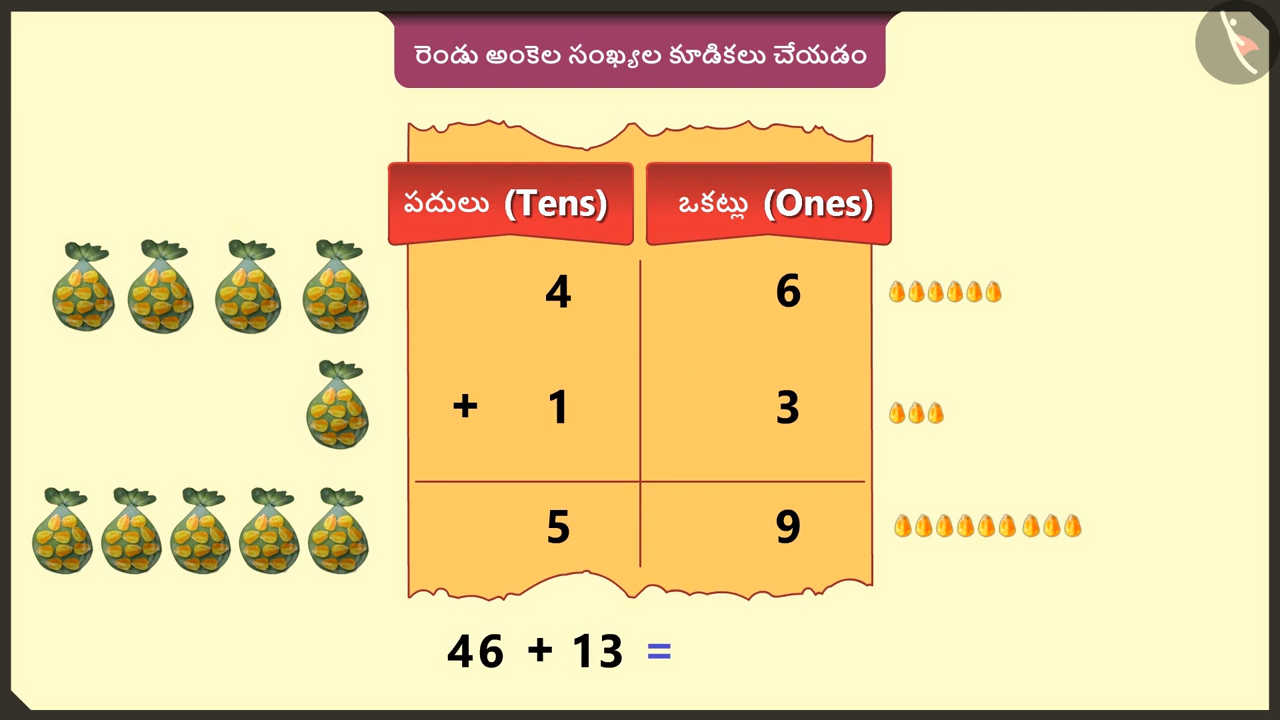 రెండు అంకెల సంఖ్యల కూడికలు చేయడం
పదులు (Tens) ఒకట్లు (Ones)
4 6
+ 1 3
5 9
46 + 13 =